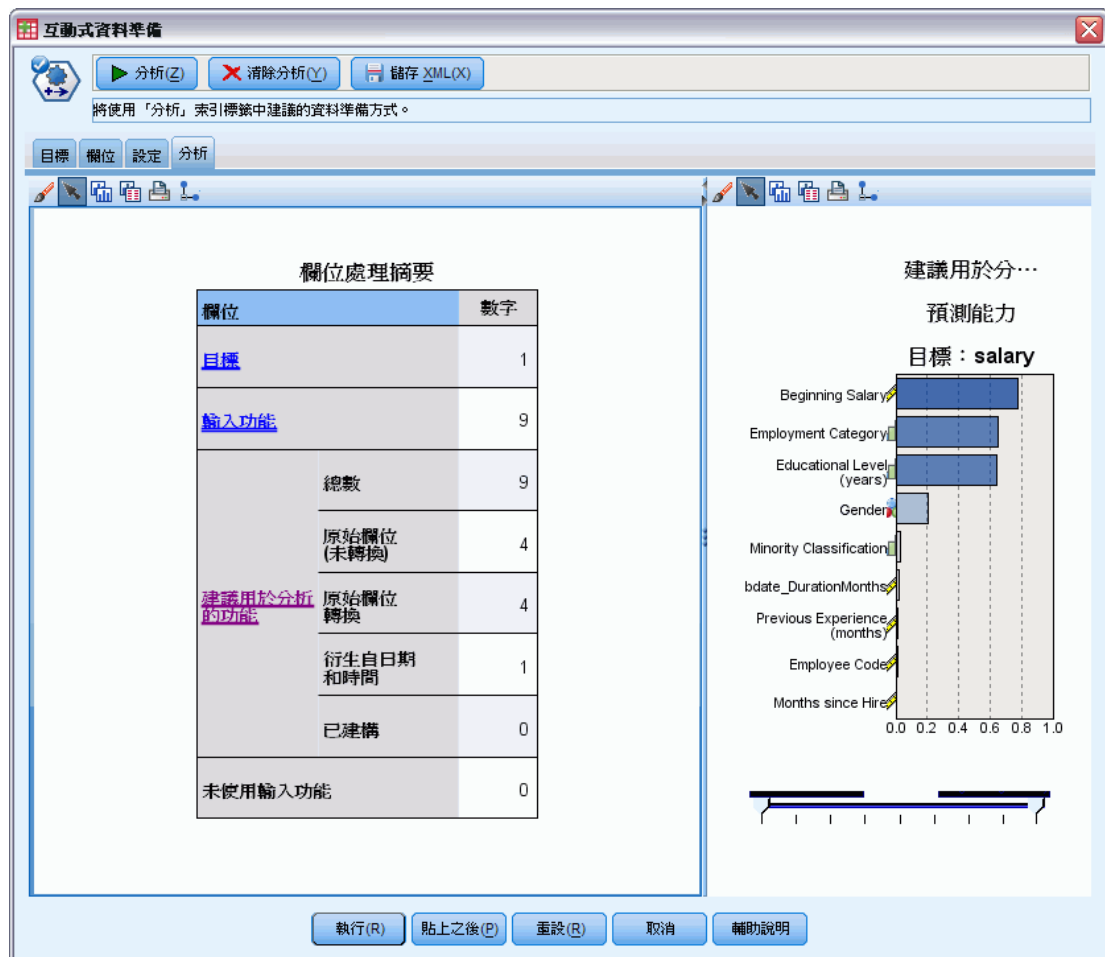 互動式資料準備
分析(Z)
清除分析(Y)
儲存 XML(X)
將使用「分析」索引標籤中建議的資料準備方式。
目標
欄位
設定
分析
欄位處理摘要
欄位
數字
目標
1
輸入功能
9
建議用於分析
的功能
總數
9
原始欄位
(未轉換)
4
原始欄位
轉換
4
衍生自日期
和時間
1
已建構
0
未使用輸入功能
0
建議用於分…
預測能力
目標：salary
Beginning Salary
Employment Category
Educational Level
(years)
Gender
Minority Classification
bdate_DurationMonths
Previous Experience
(months)
Employee Code
Months since Hire
0.0 0.2 0.4 0.6 0.8 1.0
執行(R)
貼上之後(P)
重設(R)
取消
輔助說明